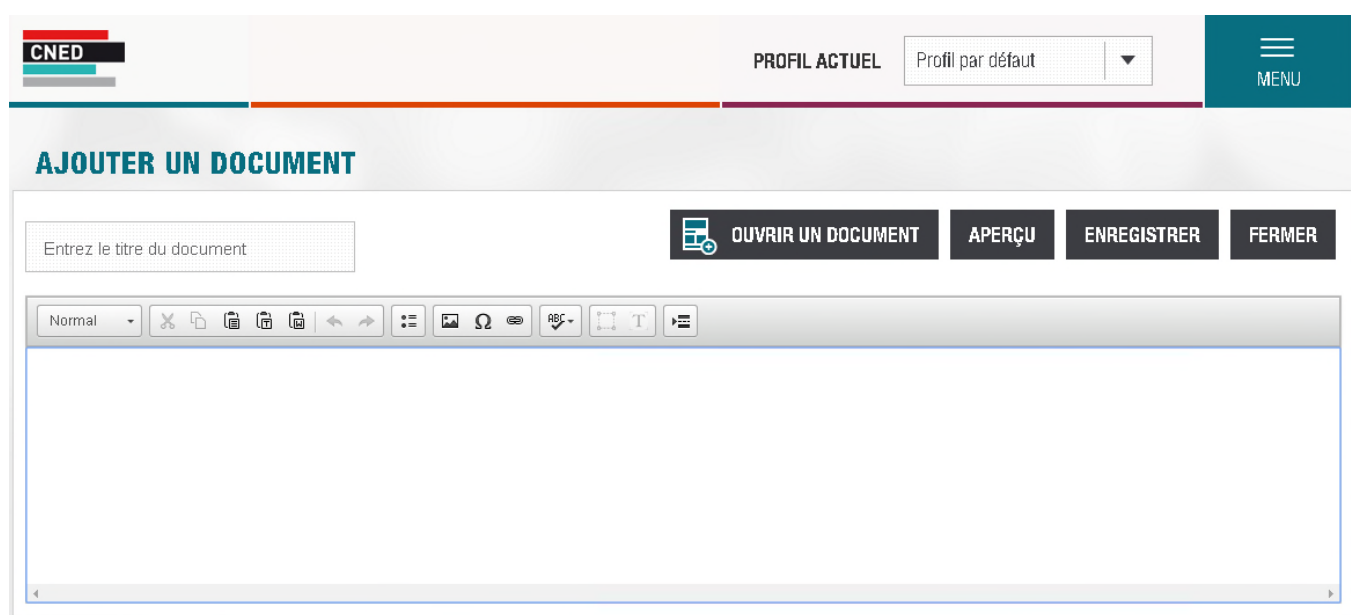 CNED
PROFIL ACTUEL Profil par défaut
MENU
AJOUTER UN DOCUMENT
Entrez le titre du document
OUVRIR UN DOCUMENT APERÇU ENREGISTRER FERMER
Normal Ω ABC T